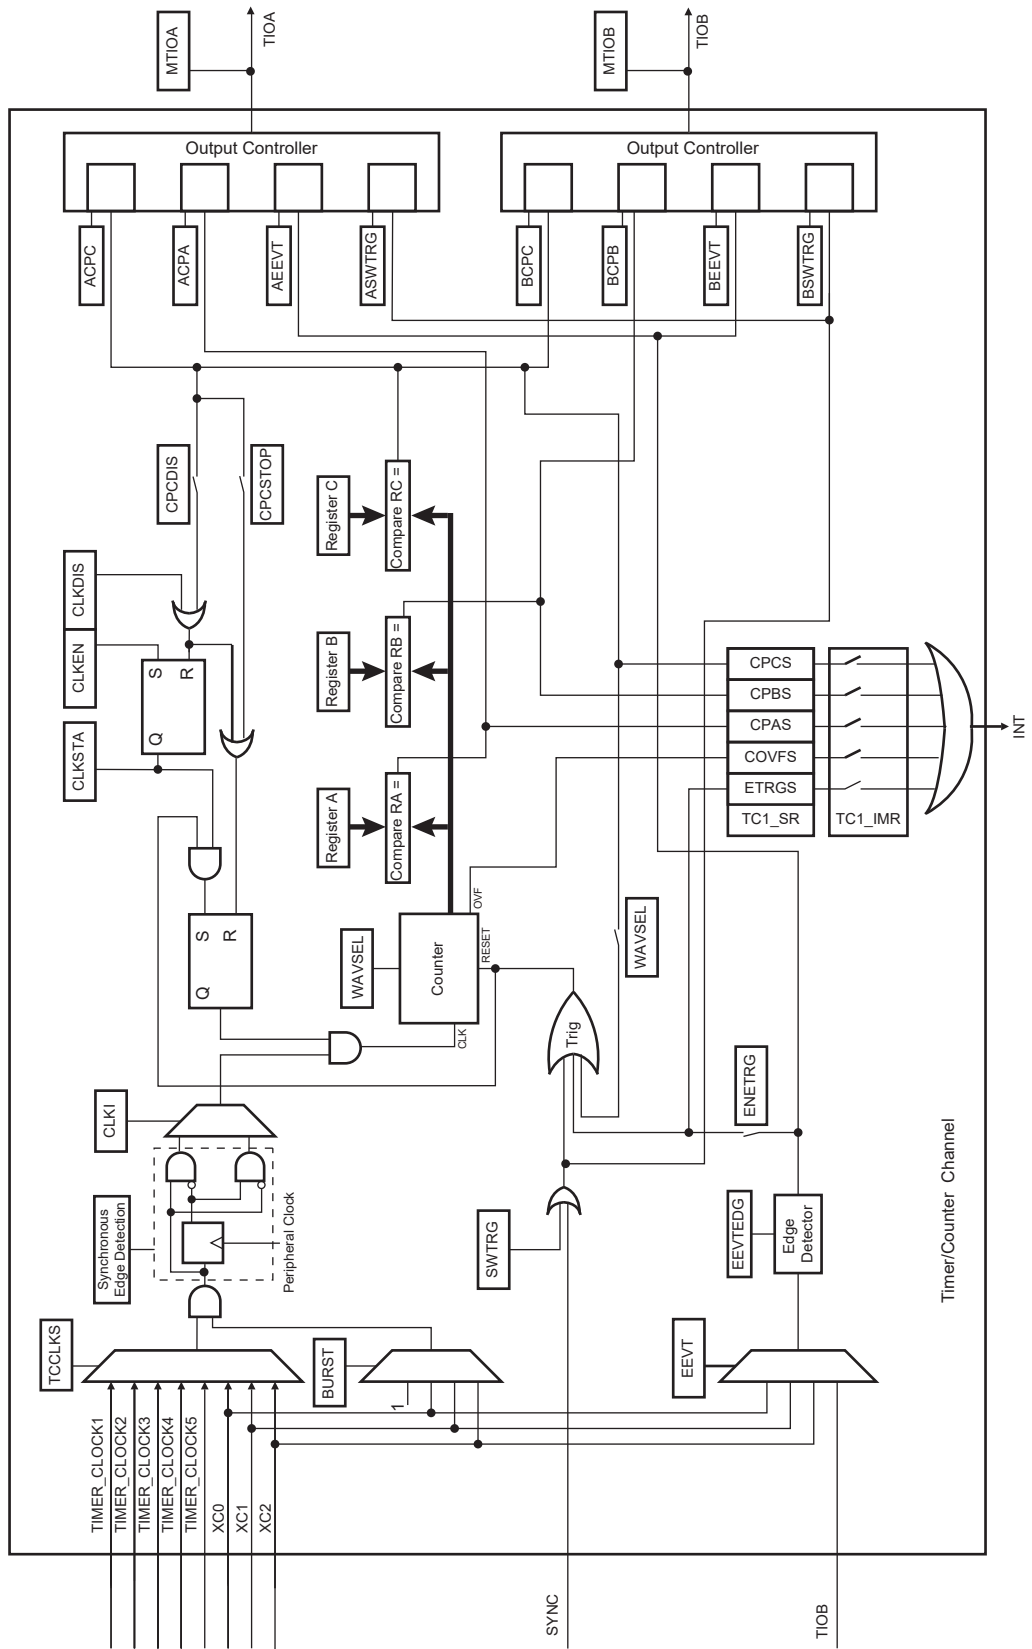 TIOA
MTIOA
TIOB
MTIOB
Output Controller
Output Controller
ACPC
ACPA
AEEVT
ASWTRG
BCPC
BCPB
BEEVT
BSWTRG
CPCDIS
CPCSTOP
CLKDIS
CLKEN
CLKSTA
S
R
Q
S
R
Q
Register C
Compare RC =
Register B
Compare RB =
Register A
Compare RA =
CPCS
CPBS
CPAS
COVFS
ETRGS
TC1_SR
TC1_IMR
INT
WAVSEL
Counter
OVF
RESET
CLK
WAVSEL
Trig
ENETRG
CLKI
Synchronous
Edge Detection
Peripheral Clock
SWTRG
EEVTEDG
Edge
Detector
Timer/Counter Channel
TCCLKS
BURST
1
EEVT
TIMER_CLOCK1
TIMER_CLOCK2
TIMER_CLOCK3
TIMER_CLOCK4
TIMER_CLOCK5
XC0
XC1
XC2
SYNC
TIOB